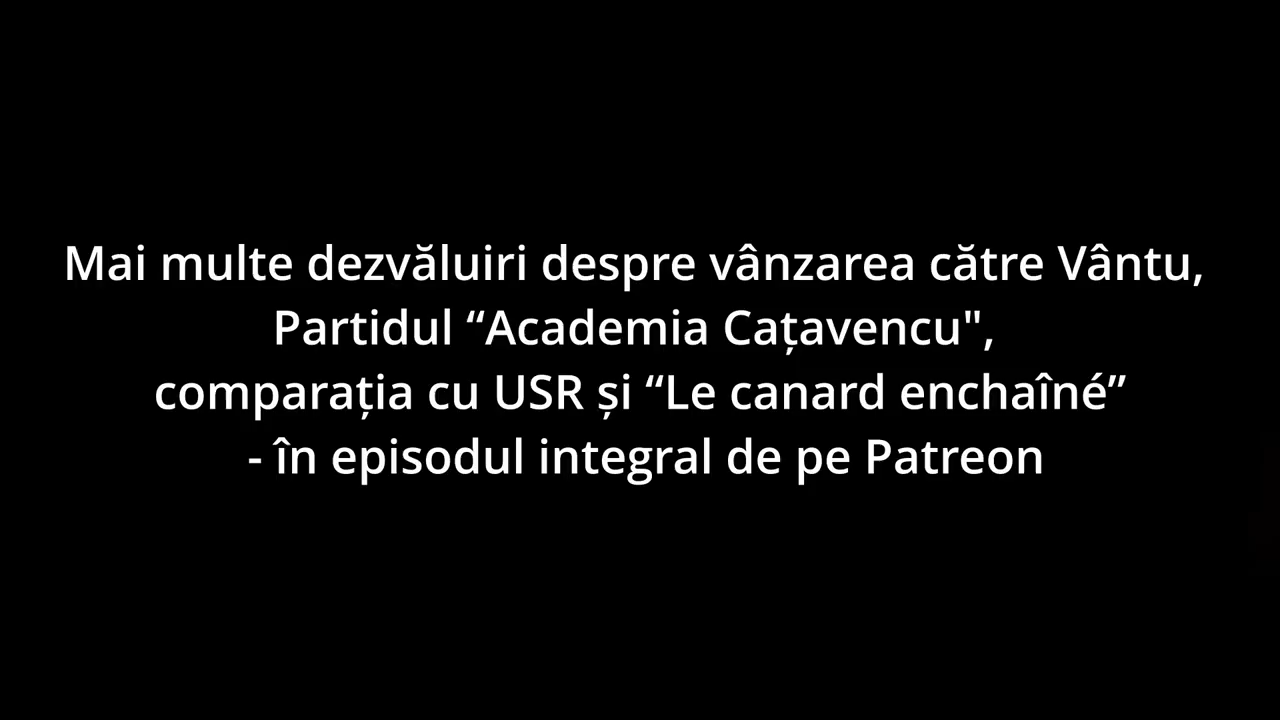 Mai multe dezvăluiri despre vânzarea către Vântu,
Partidul “Academia Cațavencu",
comparația cu USR și “Le canard enchaîné”
- în episodul integral de pe Patreon